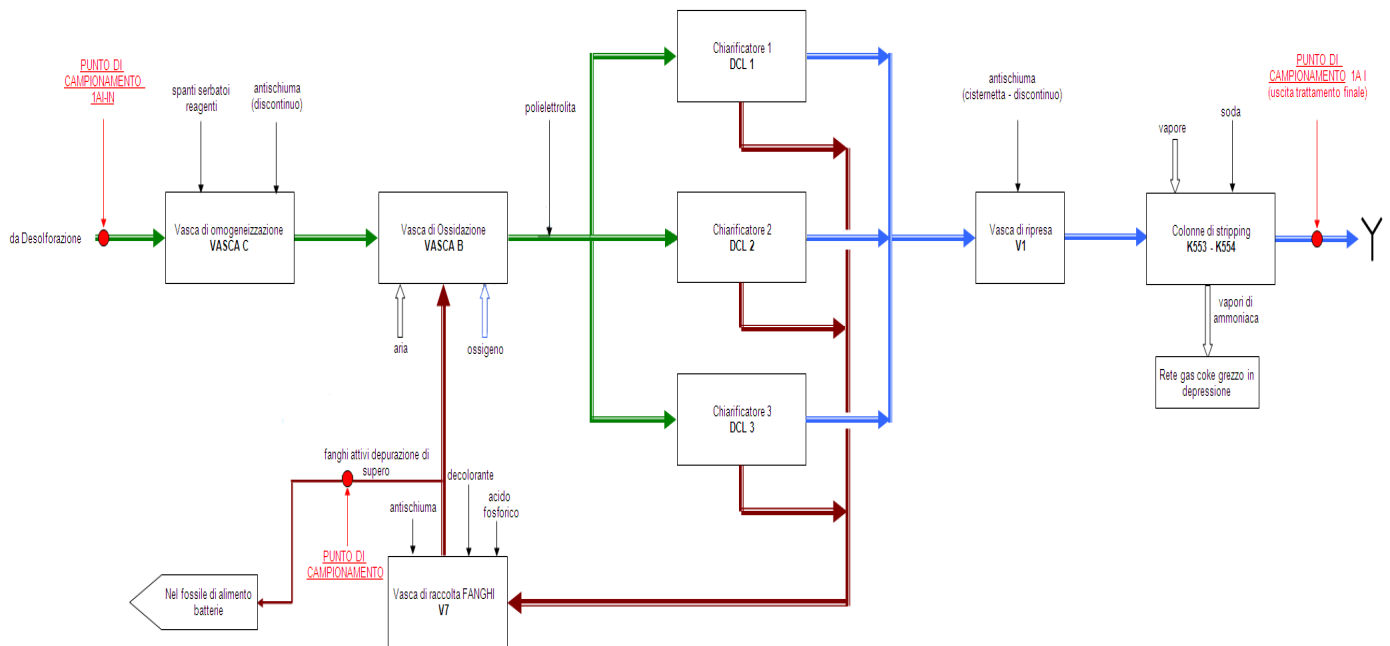 PUNTO DI
CAMPIONAMENTO
1AI-IN
spanti serbatoi
reagenti
antischiuma
(discontinuo)
polielettrolita
Chiarificatore 1
DCL 1
antischiuma
(cisternetta - discontinuo)
vapore
soda
PUNTO DI
CAMPIONAMENTO 1A I
(uscita trattamento finale)
da Desolforazione
Vasca di omogeneizzazione
VASCA C
Vasca di Ossidazione
VASCA B
Chiarificatore 2
DCL 2
Vasca di ripresa
V1
Colonne di stripping
K553 - K554
aria
ossigeno
vapori di
ammoniaca
Rete gas coke grezzo in
depressione
Chiarificatore 3
DCL 3
fanghi attivi depurazione di
supero
decolorante
antischiuma
acido
fosforico
PUNTO DI
CAMPIONAMENTO
Nel fossile di alimento
batterie
Vasca di raccolta FANGHI
V7